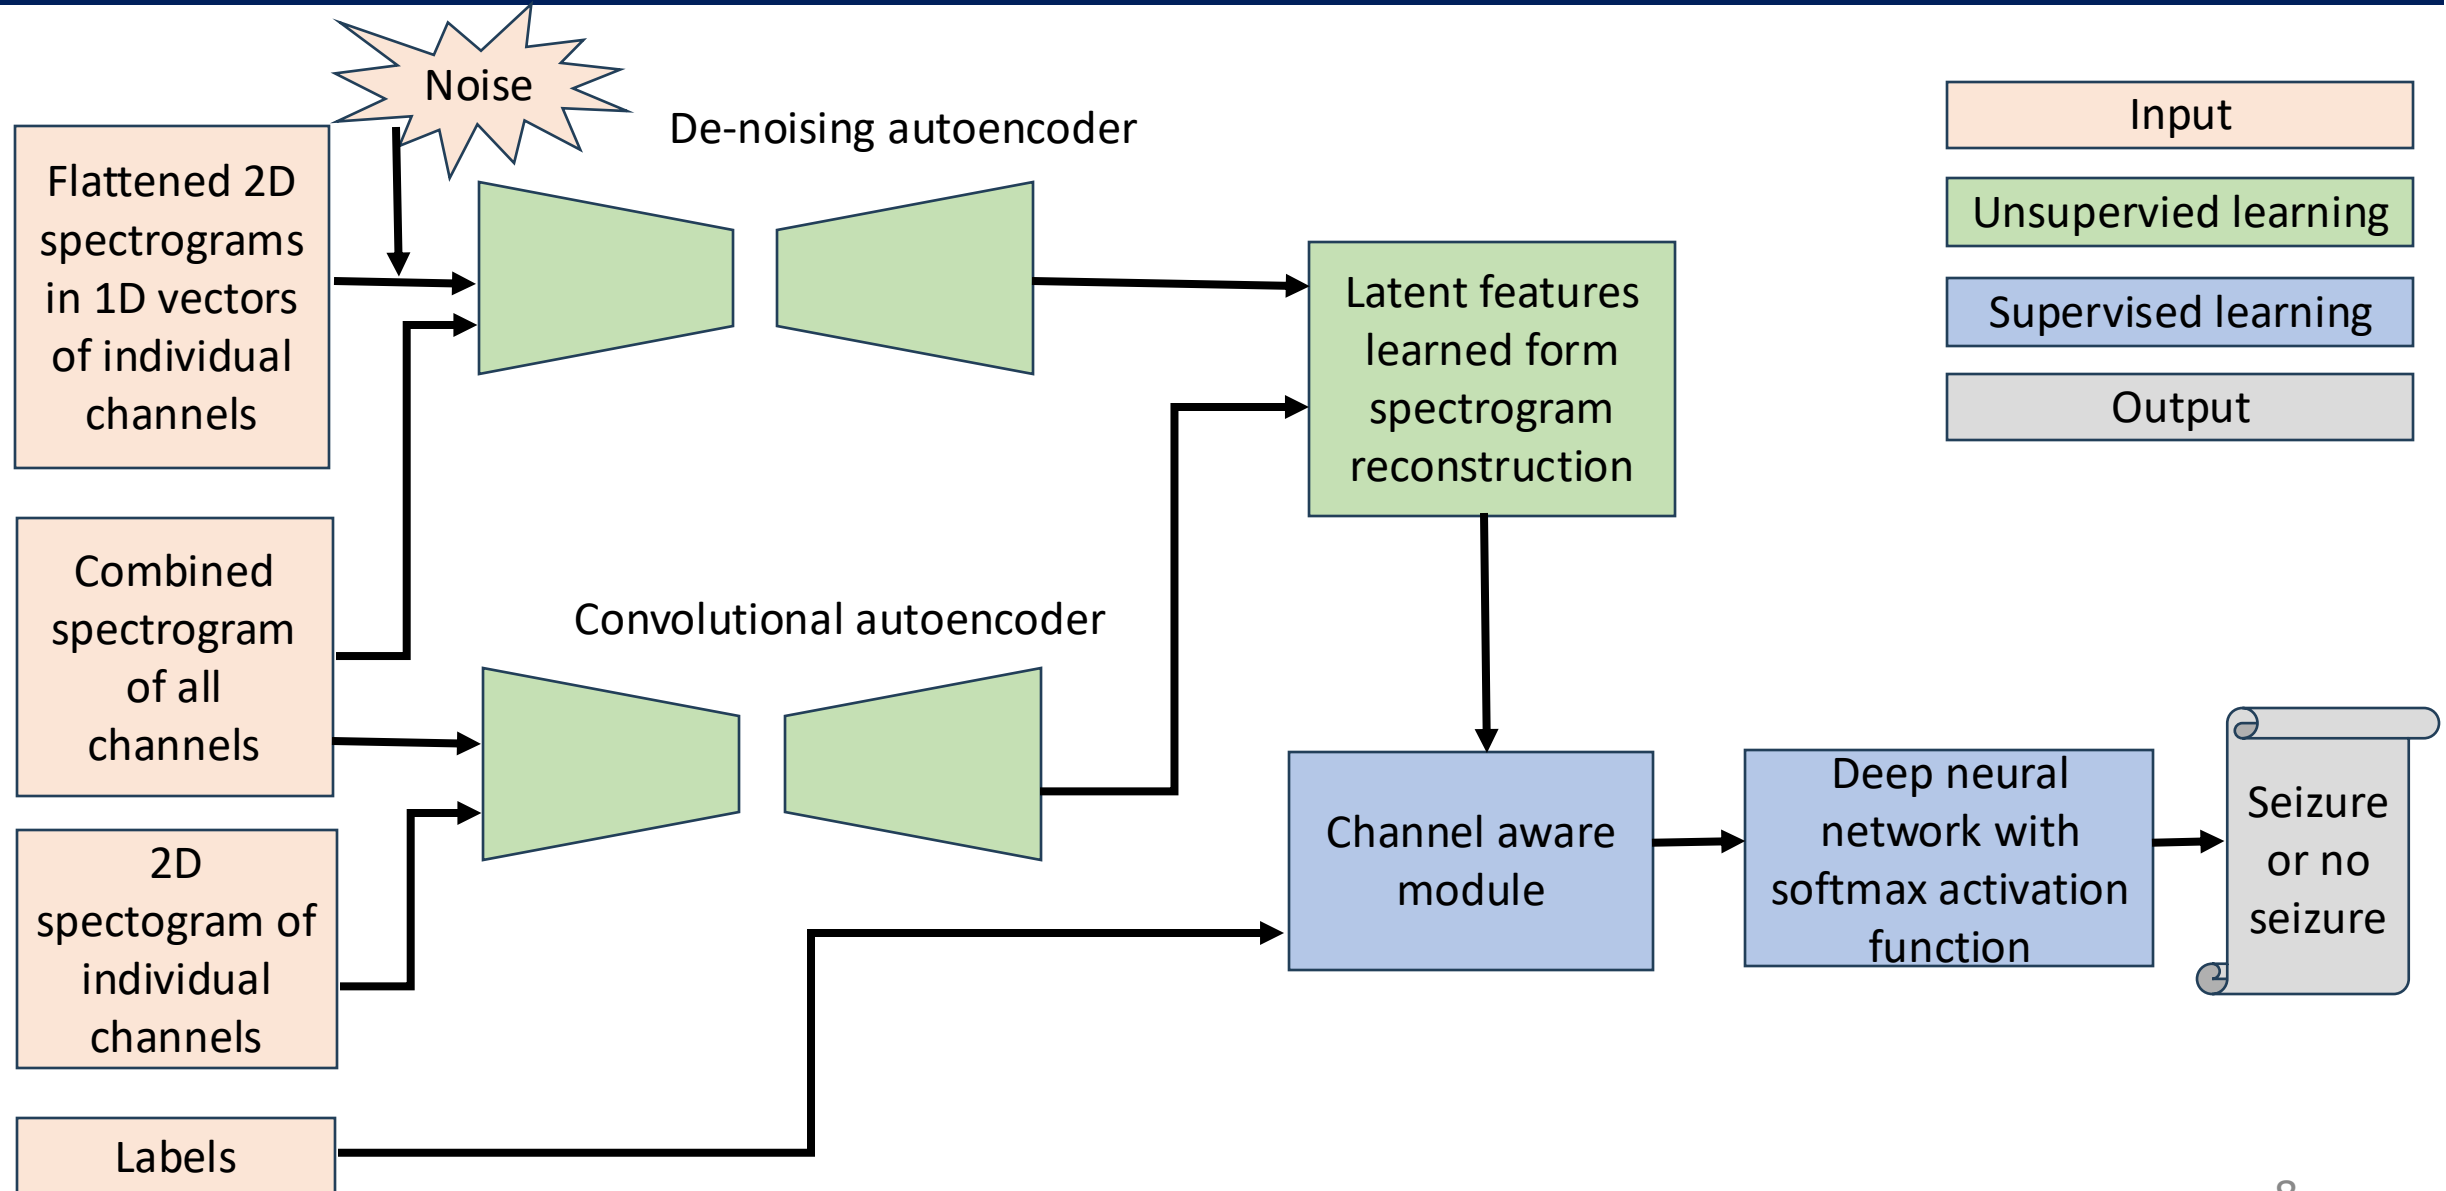 Noise
De-noising autoencoder
Flattened 2D
spectrograms
in 1D vectors
of individual
channels
Combined
spectrogram
of all
channels
Convolutional autoencoder
2D
spectogram of
individual
channels
Labels
Latent features
learned form
spectrogram
reconstruction
Channel aware
module
Deep neural
network with
softmax activation
function
Seizure
or no
seizure
Input
Unsupervied learning
Supervised learning
Output